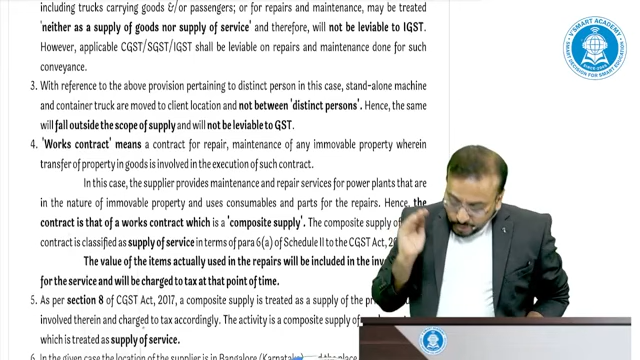 including trucks carrying goods &/or passengers; or for repairs and maintenance, may be treated
'neither as a supply of goods nor supply of service' and therefore, will not be leviable to IGST.
However, applicable CGST/SGST/IGST shall be leviable on repairs and maintenance done for such
conveyance.
3. With reference to the above provision pertaining to distinct person in this case, stand-alone machine
and container truck are moved to client location and not between 'distinct persons'. Hence, the same
will fall outside the scope of supply and will not be leviable to GST.
4. 'Works contract' means a contract for repair, maintenance of any immovable property wherein
transfer of property in goods is involved in the execution of such contract.
In this case, the supplier provides maintenance and repair services for power plants that are
in the nature of immovable property and uses consumables and parts for the repairs. Hence, the
contract is that of a works contract which is a 'composite supply'. The composite supply of
contract is classified as supply of service in terms of para 6(a) of Schedule II to the CGST Act,
The value of the items actually used in the repairs will be included in the
for the service and will be charged to tax at that point of time.
5. As per section 8 of CGST Act, 2017, a composite supply is treated as a supply of the
involved therein and charged to tax accordingly. The activity is a composite supply of
which is treated as supply of service.
6. In the given case the location of the supplier is in Bangalore (Karnataka) and the place
V'SMART ACADEMY
SMART DECISION FOR SMART EDUCATION